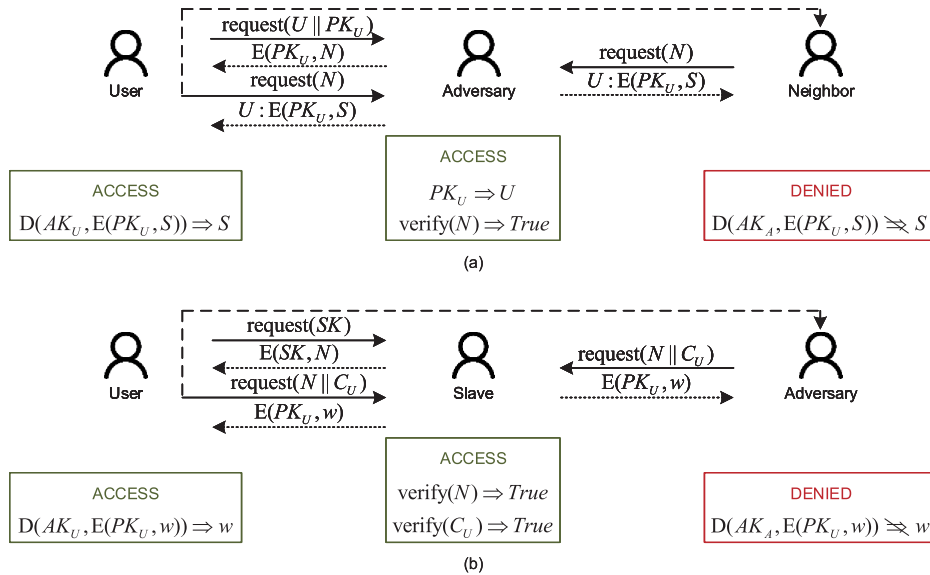 request(U || PK_U)
E(PK_U, N)
request(N)
U : E(PK_U, S)
request(N)
U : E(PK_U, S)
User
Adversary
Neighbor
ACCESS
D(AK_U, E(PK_U, S)) ⇒ S
ACCESS
PK_U ⇒ U
verify(N) ⇒ True
DENIED
D(AK_A, E(PK_U, S)) ⇏ S
(a)
request(SK)
E(SK, N)
request(N || C_U)
E(PK_U, w)
request(N || C_U)
E(PK_U, w)
User
Slave
Adversary
ACCESS
D(AK_U, E(PK_U, w)) ⇒ w
ACCESS
verify(N) ⇒ True
verify(C_U) ⇒ True
DENIED
D(AK_A, E(PK_U, w)) ⇏ w
(b)